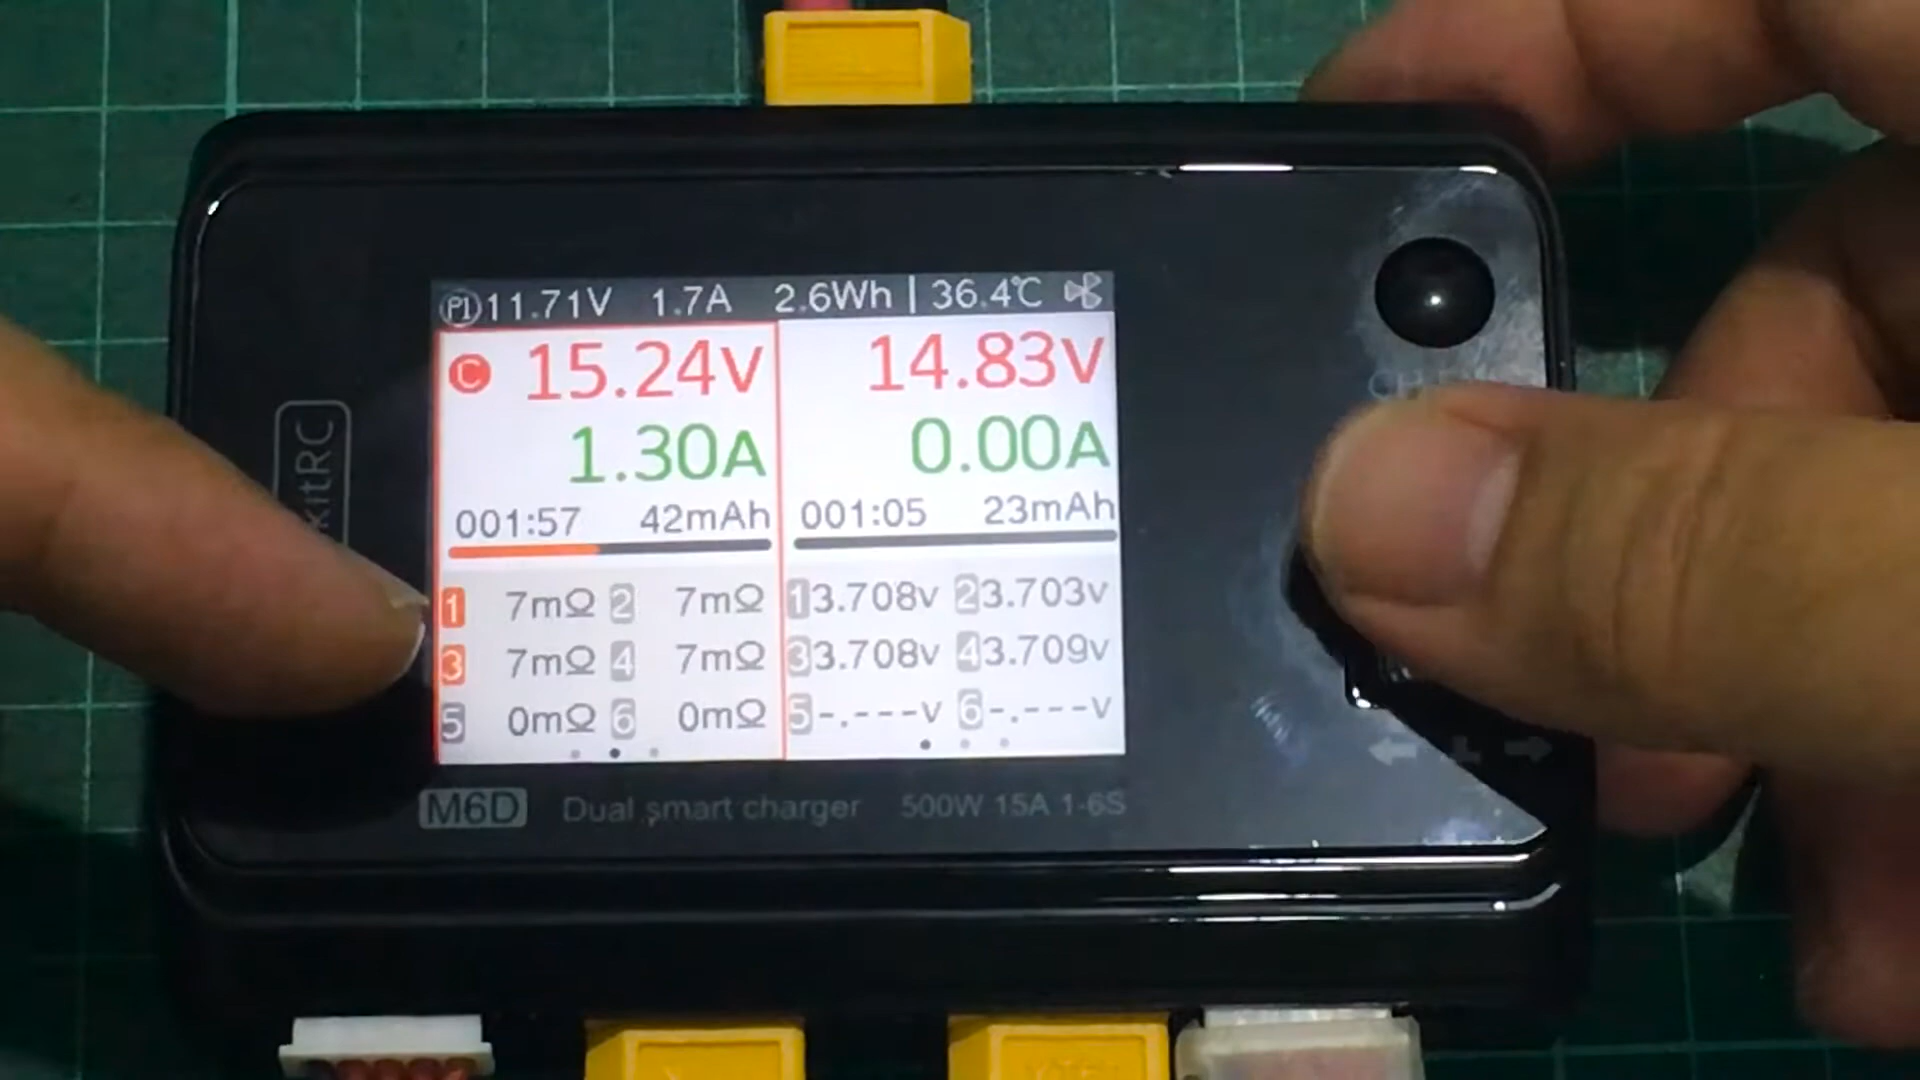 P1 11.71V 1.7A 2.6Wh | 36.4℃
C 15.24V
1.30A
001:57 42mAh
1 7mΩ 2 7mΩ
3 7mΩ 4 7mΩ
5 0mΩ 6 0mΩ
14.83V
0.00A
001:05 23mAh
1 3.708v 2 3.703v
3 3.708v 4 3.709v
5 -.---v 6 -.---v
M6D Dual smart charger 500W 15A 1-6S
kitRC